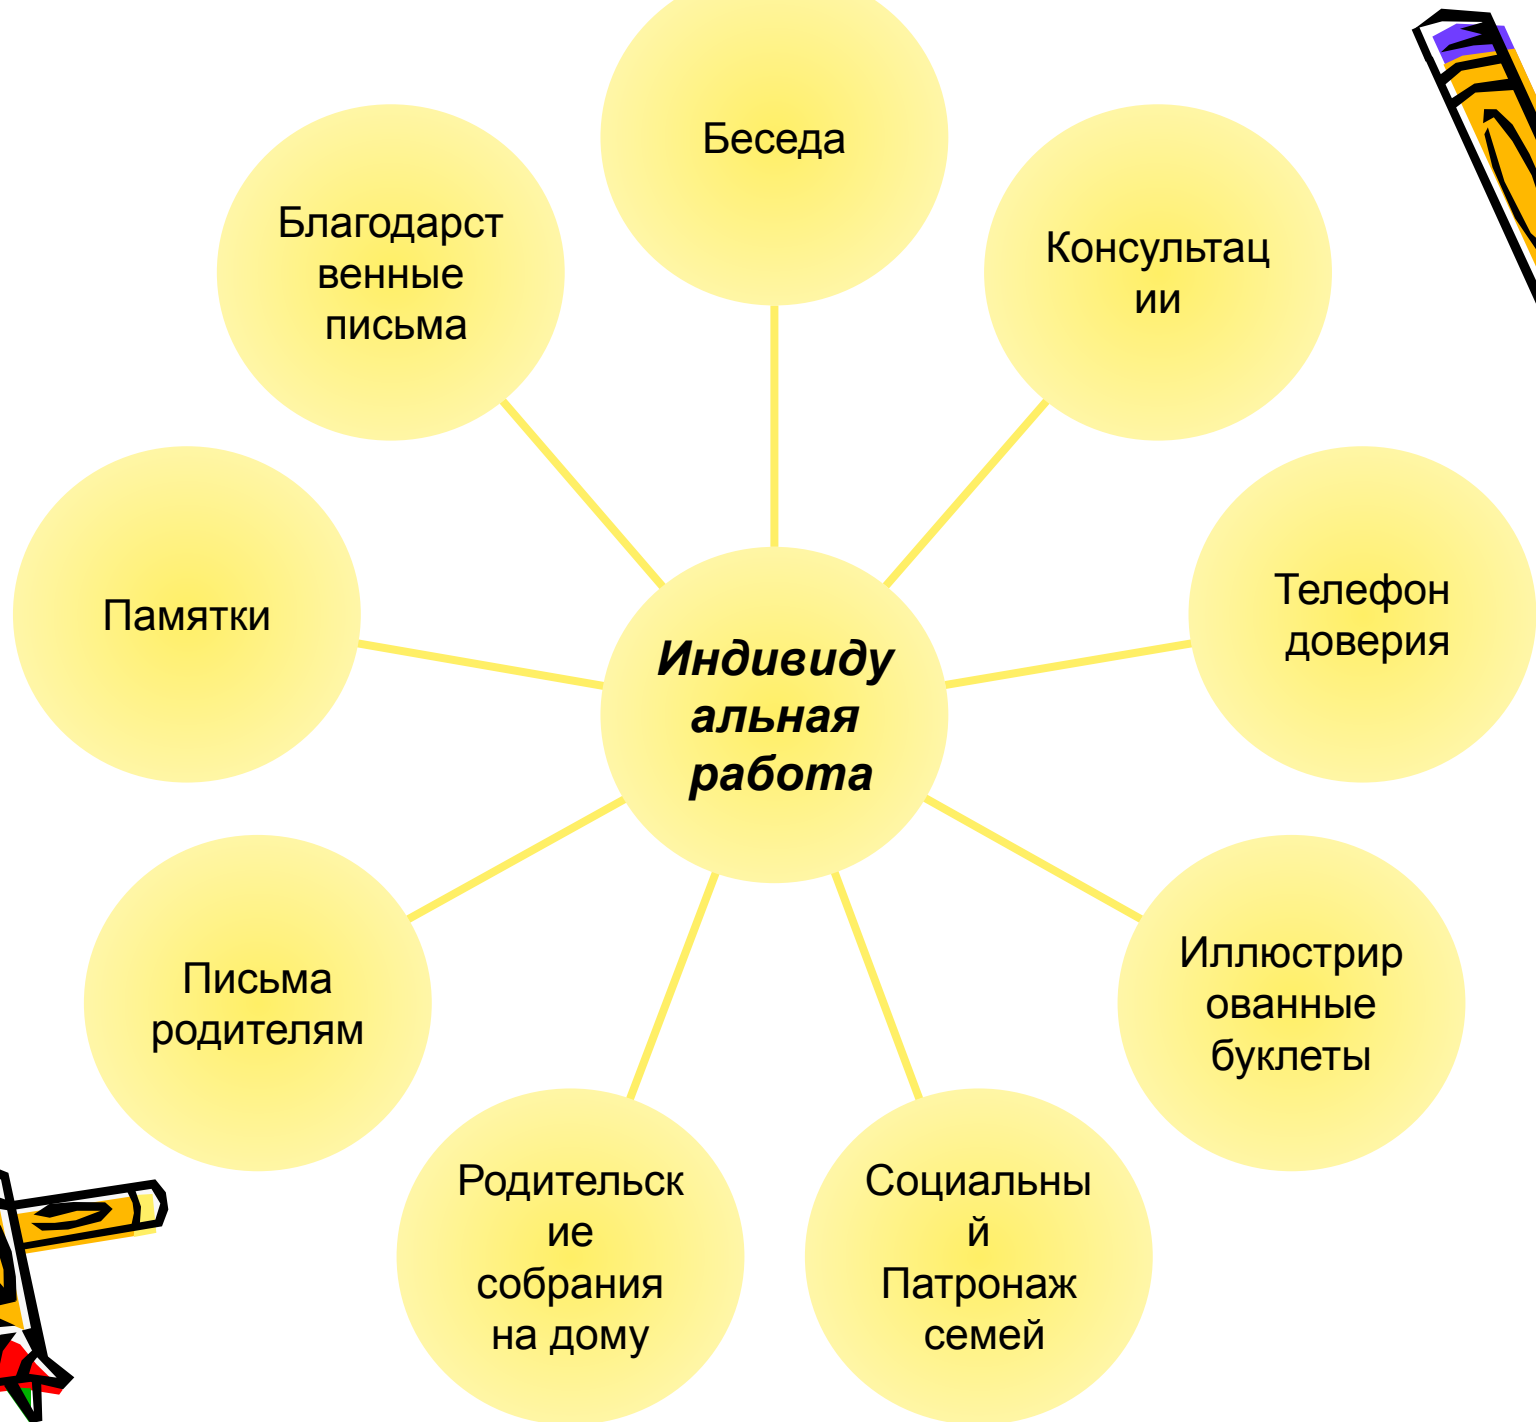 Беседа
Благодарст
венные
письма
Консультац
ии
Памятки
Телефон
доверия
Индивиду
альная
работа
Письма
родителям
Иллюстрир
ованные
буклеты
Родительск
ие
собрания
на дому
Социальны
й
Патронаж
семей